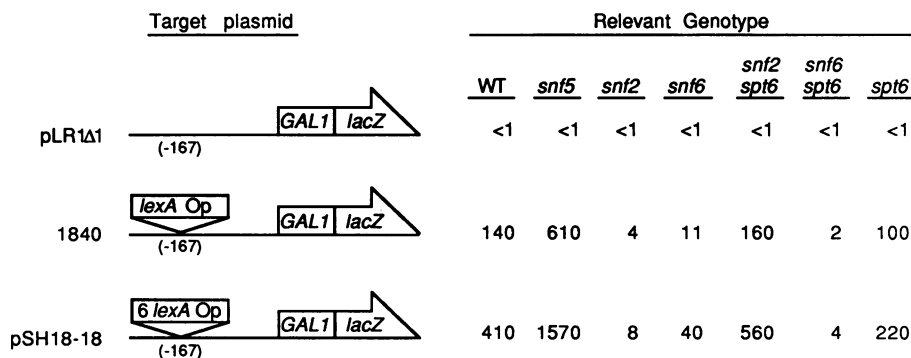 Target plasmid Relevant Genotype
WT snf5 snf2 snf6 snf2 spt6 snf6 spt6 spt6
pLR1Δ1 GAL1 lacZ <1 <1 <1 <1 <1 <1 <1
(-167)
lexA Op
1840 GAL1 lacZ 140 610 4 11 160 2 100
(-167)
6 lexA Op
pSH18-18 GAL1 lacZ 410 1570 8 40 560 4 220
(-167)